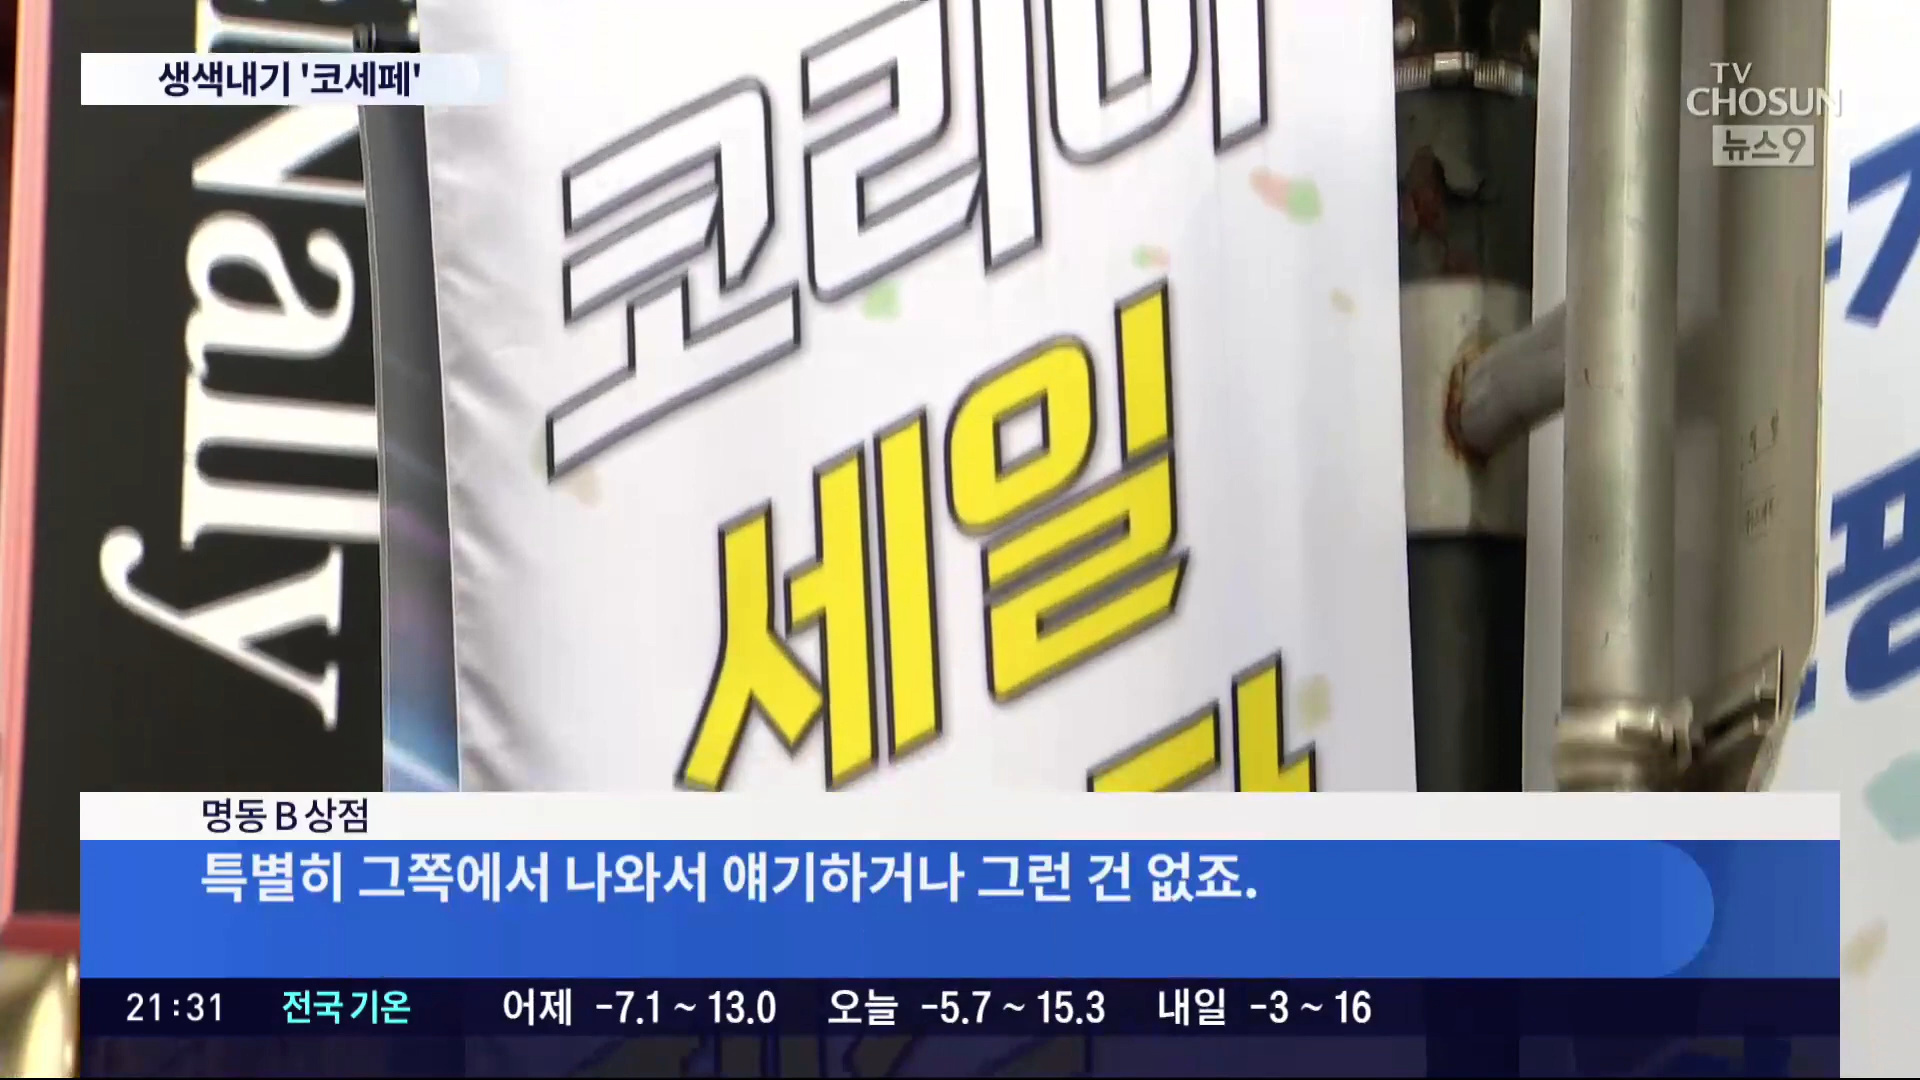 생색내기 '코세페'
TV
CHOSUN
뉴스9
Nally
코리아
세일
명동 B 상점
특별히 그쪽에서 나와서 얘기하거나 그런 건 없죠.
21:31 전국 기온 어제 -7.1 ~ 13.0 오늘 -5.7 ~ 15.3 내일 -3 ~ 16